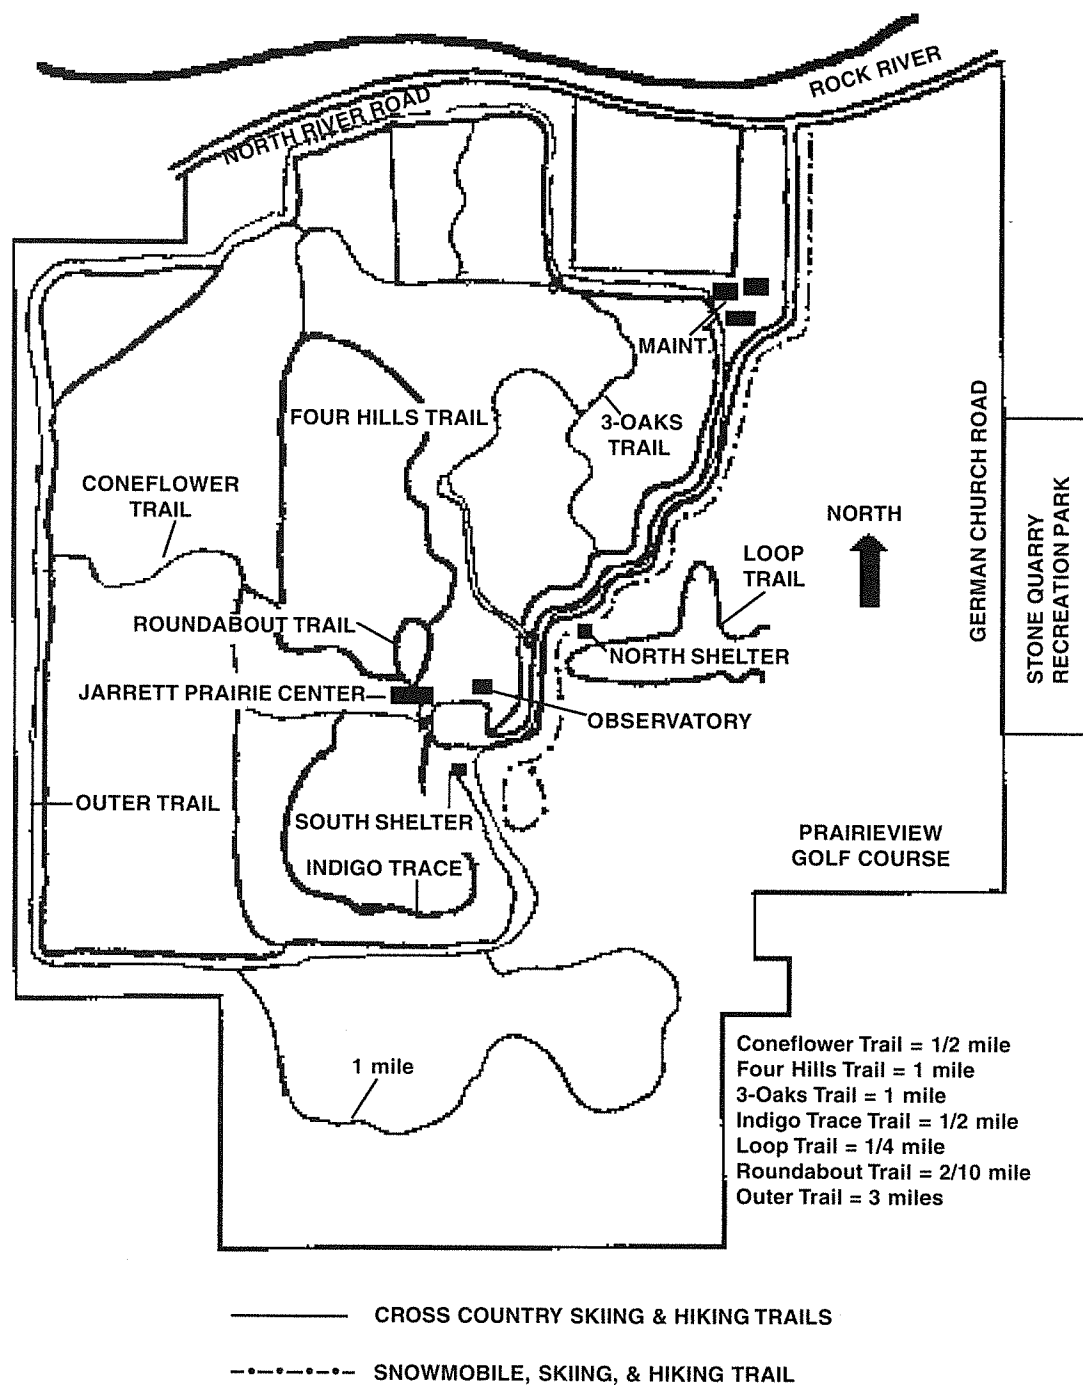 ROCK RIVER
NORTH RIVER ROAD
MAINT.
FOUR HILLS TRAIL
3-OAKS
TRAIL
GERMAN CHURCH ROAD
STONE QUARRY
RECREATION PARK
CONEFLOWER
TRAIL
NORTH
LOOP
TRAIL
ROUNDABOUT TRAIL
NORTH SHELTER
JARRETT PRAIRIE CENTER
OBSERVATORY
OUTER TRAIL
SOUTH SHELTER
PRAIRIEVIEW
GOLF COURSE
INDIGO TRACE
1 mile
Coneflower Trail = 1/2 mile
Four Hills Trail = 1 mile
3-Oaks Trail = 1 mile
Indigo Trace Trail = 1/2 mile
Loop Trail = 1/4 mile
Roundabout Trail = 2/10 mile
Outer Trail = 3 miles
CROSS COUNTRY SKIING & HIKING TRAILS
SNOWMOBILE, SKIING, & HIKING TRAIL